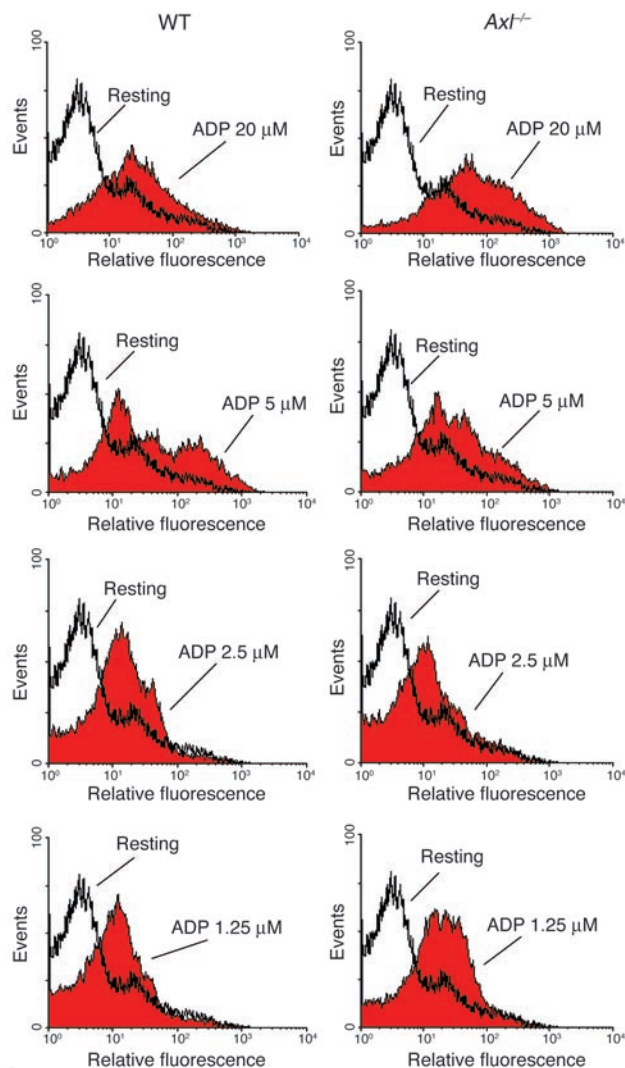 WT
Axl⁻/⁻
100
Events
0
Resting
ADP 20 μM
10⁰ 10¹ 10² 10³ 10⁴
Relative fluorescence
100
Events
0
Resting
ADP 20 μM
10⁰ 10¹ 10² 10³ 10⁴
Relative fluorescence
100
Events
0
Resting
ADP 5 μM
10⁰ 10¹ 10² 10³ 10⁴
Relative fluorescence
100
Events
0
Resting
ADP 5 μM
10⁰ 10¹ 10² 10³ 10⁴
Relative fluorescence
100
Events
0
Resting
ADP 2.5 μM
10⁰ 10¹ 10² 10³ 10⁴
Relative fluorescence
100
Events
0
Resting
ADP 2.5 μM
10⁰ 10¹ 10² 10³ 10⁴
Relative fluorescence
100
Events
0
Resting
ADP 1.25 μM
10⁰ 10¹ 10² 10³ 10⁴
Relative fluorescence
100
Events
0
Resting
ADP 1.25 μM
10⁰ 10¹ 10² 10³ 10⁴
Relative fluorescence